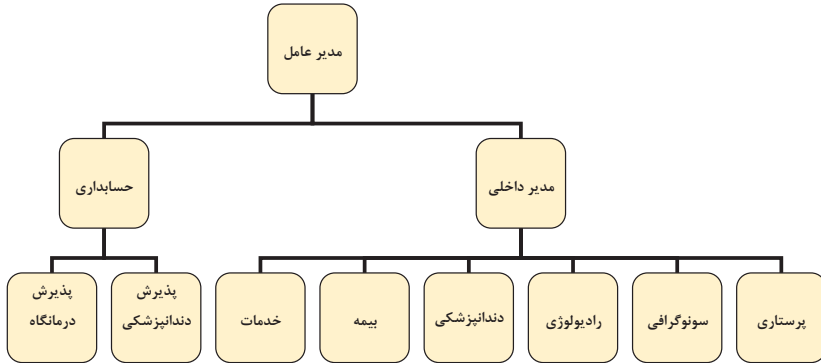 مدیر عامل
مدیر داخلی
حسابداری
پرستاری
سونوگرافی
رادیولوژی
دندانپزشکی
بیمه
خدمات
پذیرش
دندانپزشکی
پذیرش
درمانگاه